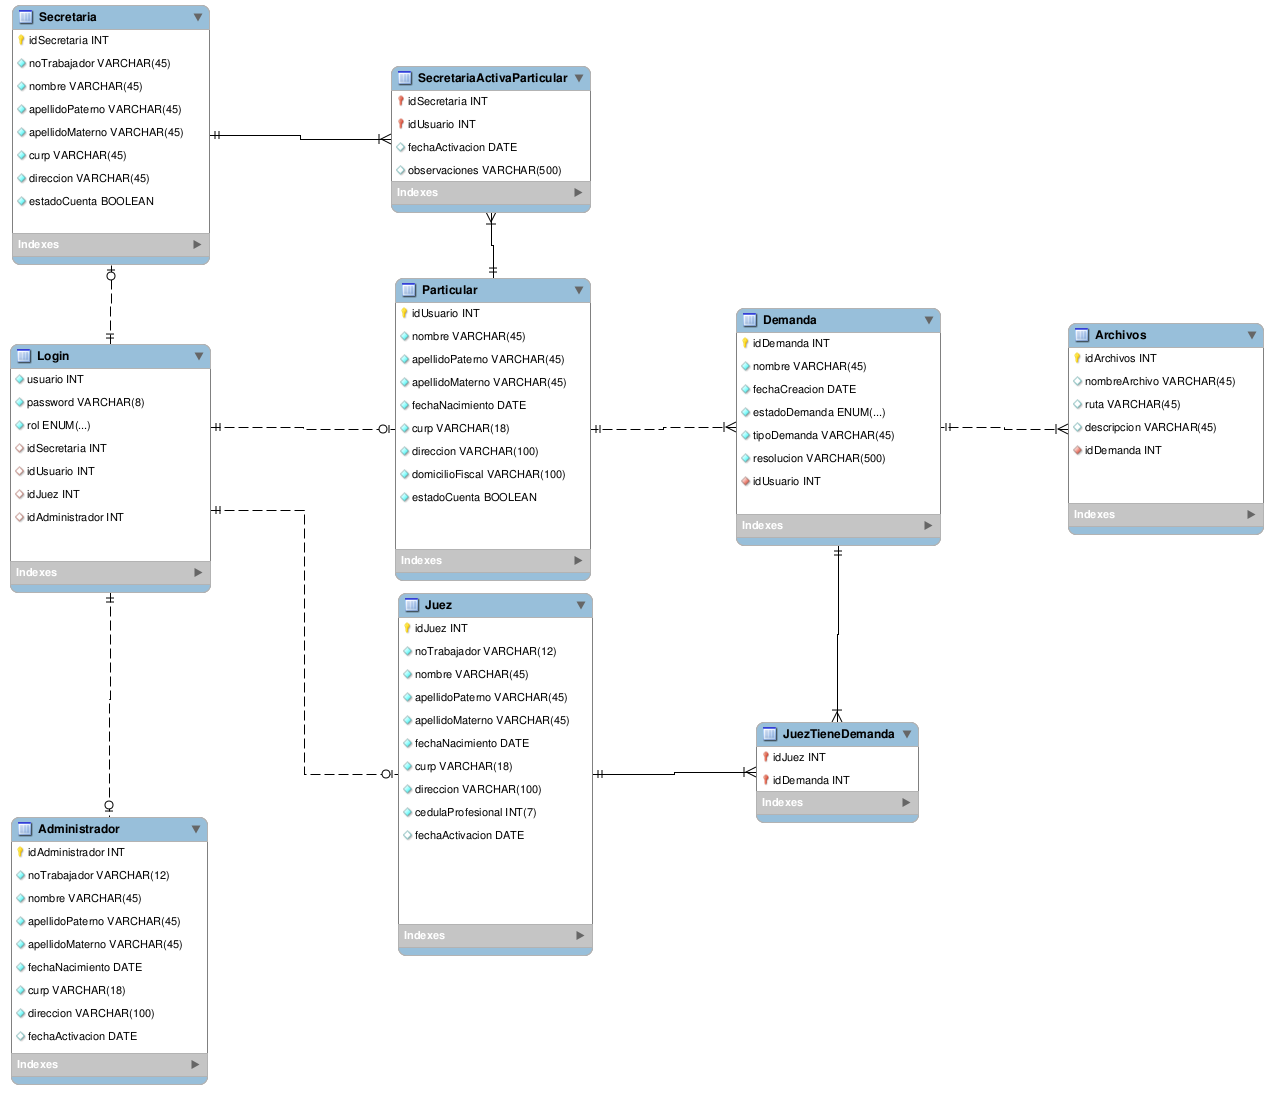 Secretaria
idSecretaria INT
noTrabajador VARCHAR(45)
nombre VARCHAR(45)
apellidoPaterno VARCHAR(45)
apellidoMaterno VARCHAR(45)
curp VARCHAR(45)
direccion VARCHAR(45)
estadoCuenta BOOLEAN
Indexes
SecretariaActivaParticular
idSecretaria INT
idUsuario INT
fechaActivacion DATE
observaciones VARCHAR(500)
Indexes
Login
usuario INT
password VARCHAR(8)
rol ENUM(...)
idSecretaria INT
idUsuario INT
idJuez INT
idAdministrador INT
Indexes
Particular
idUsuario INT
nombre VARCHAR(45)
apellidoPaterno VARCHAR(45)
apellidoMaterno VARCHAR(45)
fechaNacimiento DATE
curp VARCHAR(18)
direccion VARCHAR(100)
domicilioFiscal VARCHAR(100)
estadoCuenta BOOLEAN
Indexes
Demanda
idDemanda INT
nombre VARCHAR(45)
fechaCreacion DATE
estadoDemanda ENUM(...)
tipoDemanda VARCHAR(45)
resolucion VARCHAR(500)
idUsuario INT
Indexes
Archivos
idArchivos INT
nombreArchivo VARCHAR(45)
ruta VARCHAR(45)
descripcion VARCHAR(45)
idDemanda INT
Indexes
Juez
idJuez INT
noTrabajador VARCHAR(12)
nombre VARCHAR(45)
apellidoPaterno VARCHAR(45)
apellidoMaterno VARCHAR(45)
fechaNacimiento DATE
curp VARCHAR(18)
direccion VARCHAR(100)
cedulaProfesional INT(7)
fechaActivacion DATE
Indexes
JuezTieneDemanda
idJuez INT
idDemanda INT
Indexes
Administrador
idAdministrador INT
noTrabajador VARCHAR(12)
nombre VARCHAR(45)
apellidoPaterno VARCHAR(45)
apellidoMaterno VARCHAR(45)
fechaNacimiento DATE
curp VARCHAR(18)
direccion VARCHAR(100)
fechaActivacion DATE
Indexes